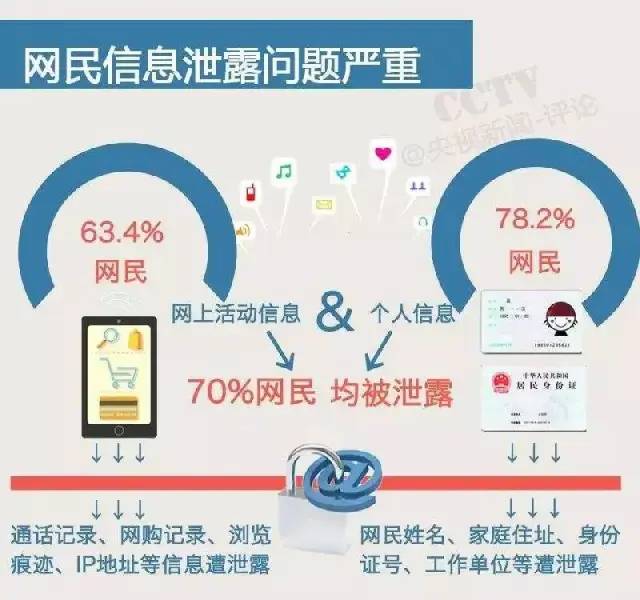 网民信息泄露问题严重
CCTV
@央视新闻-评论
63.4%
网民
78.2%
网民
网上活动信息 & 个人信息
70%网民 均被泄露
中华人民共和国
居民身份证
通话记录、网购记录、浏览
痕迹、IP地址等信息遭泄露
网民姓名、家庭住址、身份
证号、工作单位等遭泄露